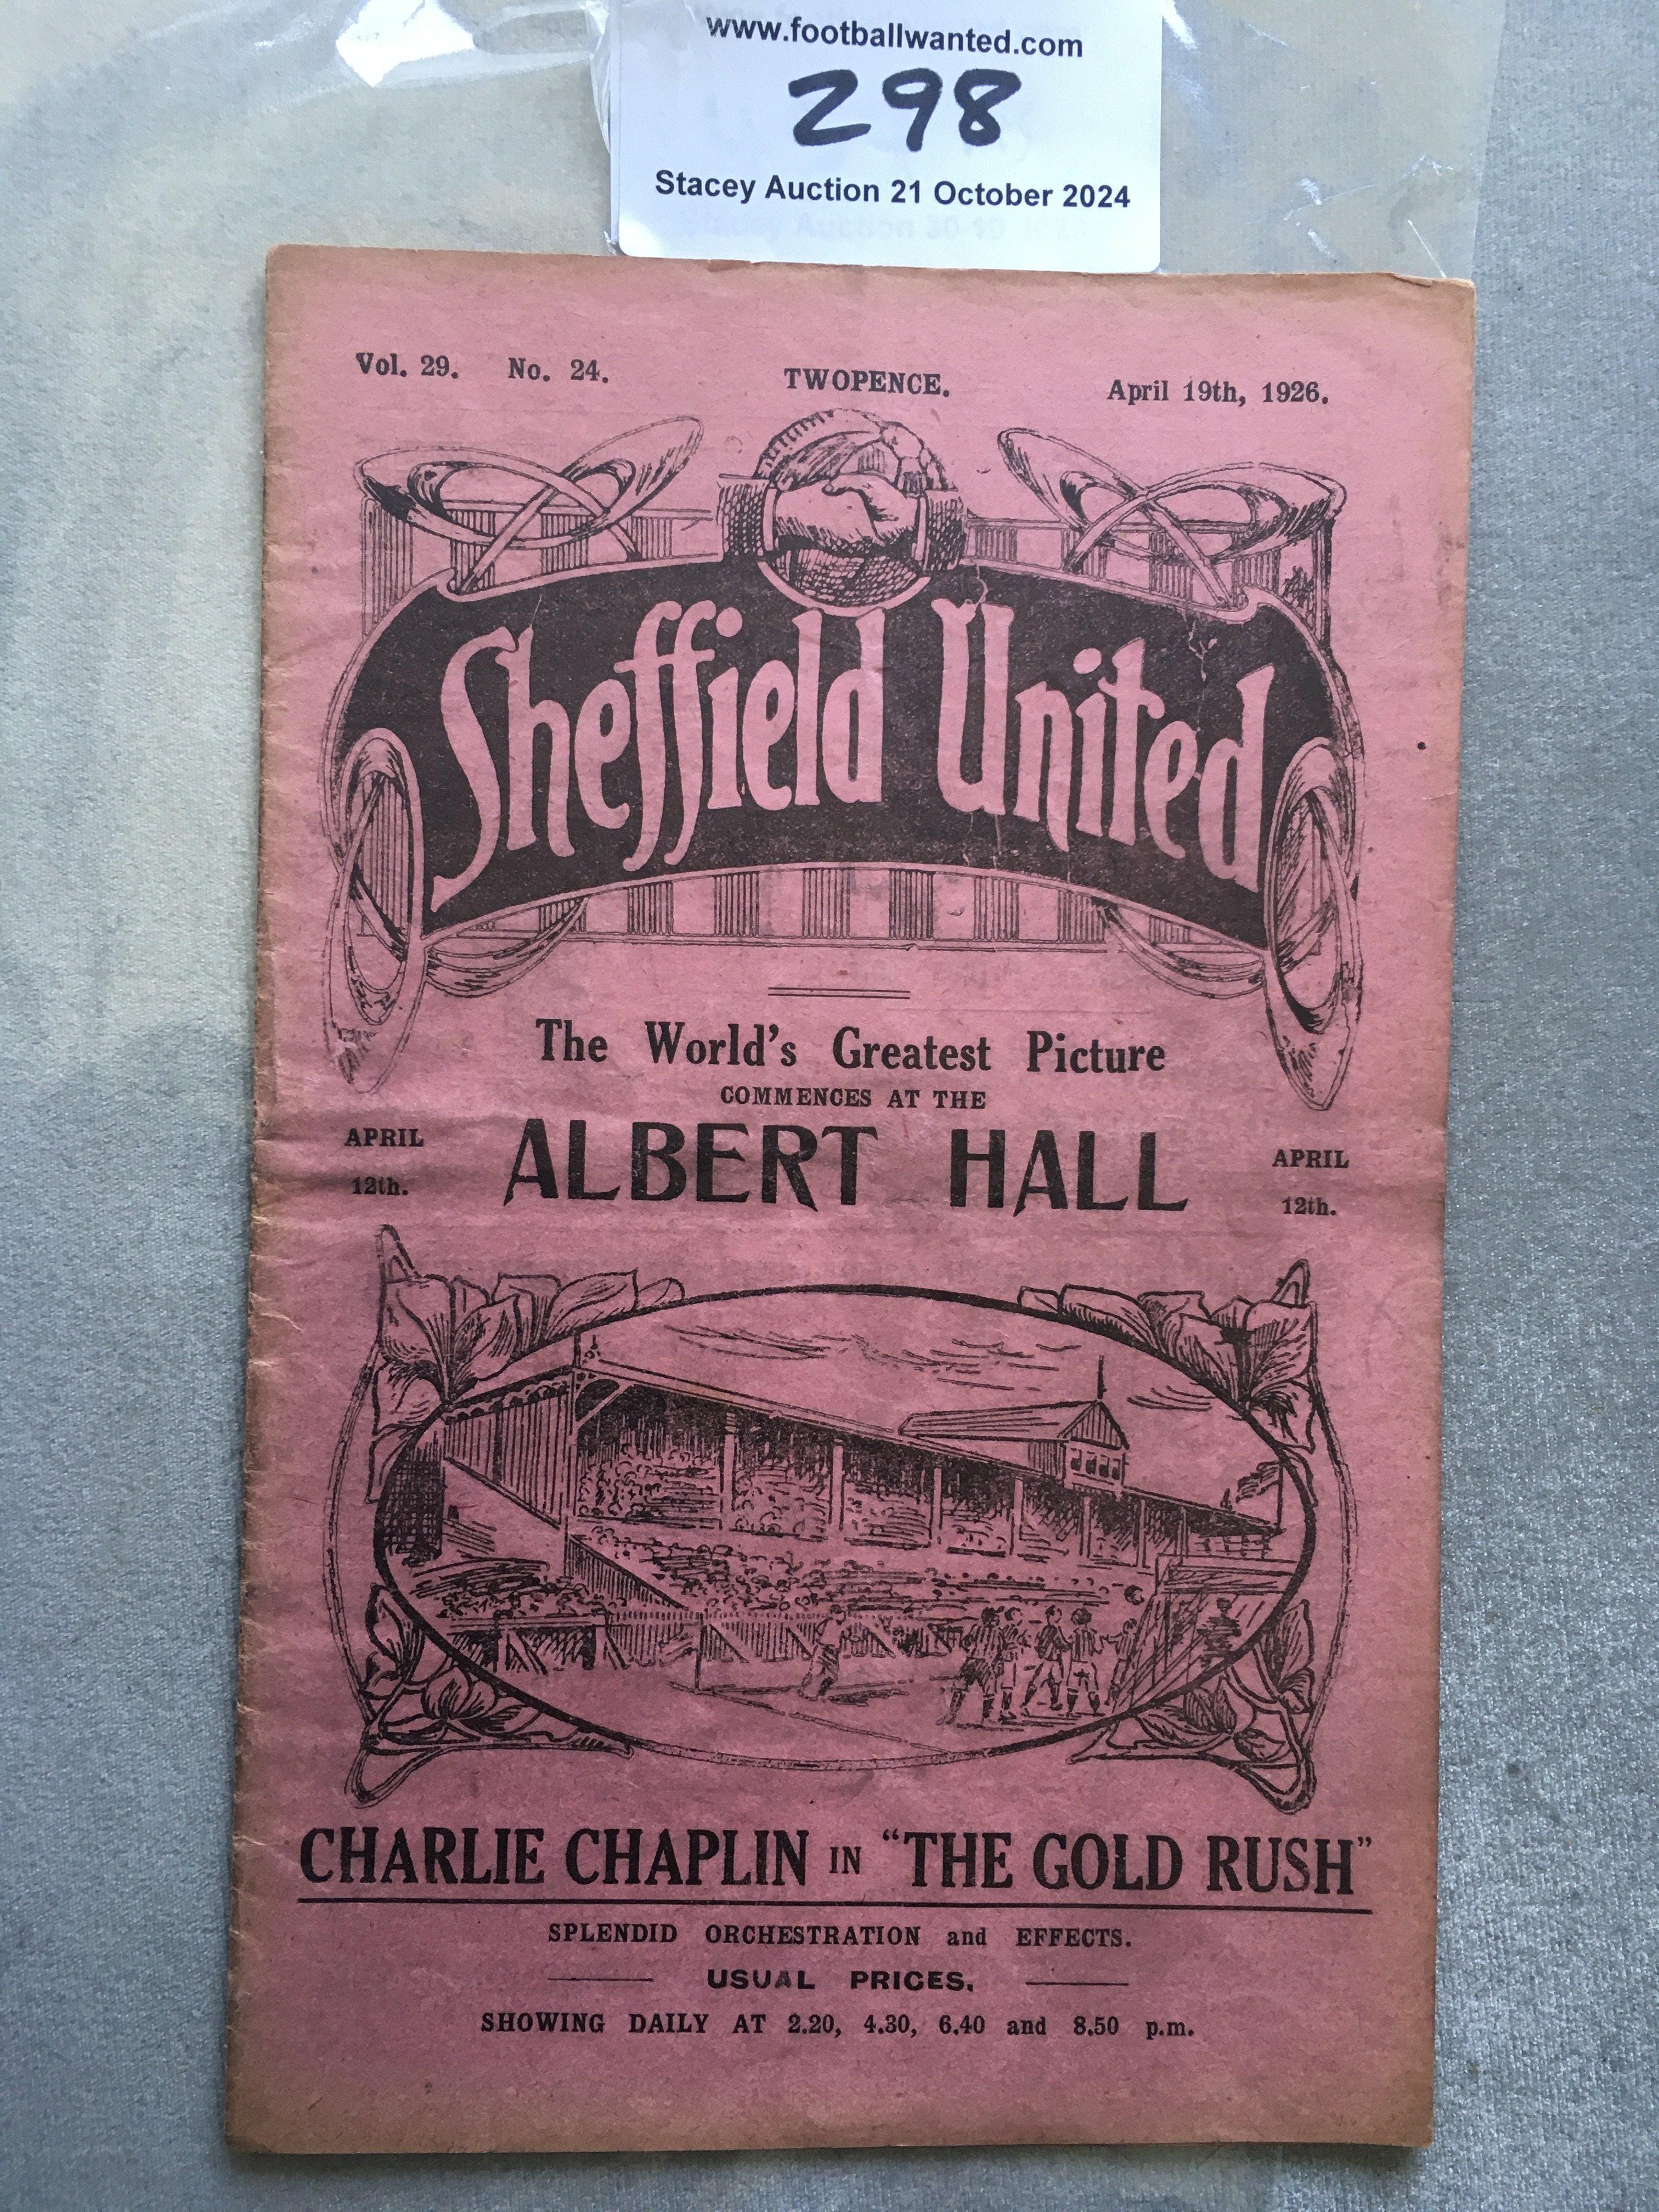 www.footballwanted.com
298
Stacey Auction 21 October 2024
Vol. 29. No. 24. TWOPENCE. April 19th, 1926.
Sheffield United
The World's Greatest Picture
COMMENCES AT THE
APRIL 12th. ALBERT HALL APRIL 12th.
CHARLIE CHAPLIN IN "THE GOLD RUSH"
SPLENDID ORCHESTRATION and EFFECTS.
USUAL PRICES.
SHOWING DAILY AT 2.20, 4.30, 6.40 and 8.50 p.m.